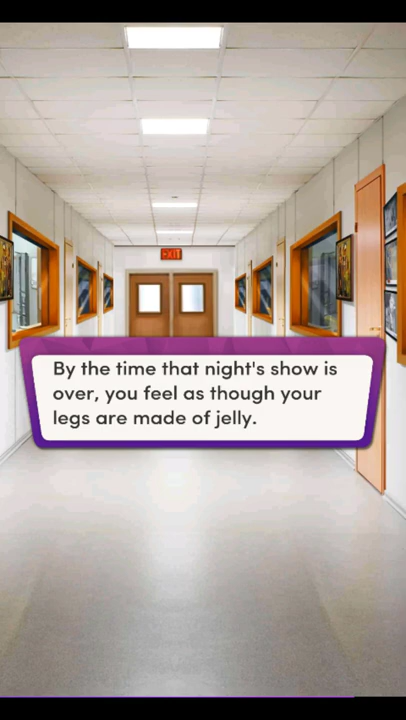 EXIT
By the time that night's show is
over, you feel as though your
legs are made of jelly.